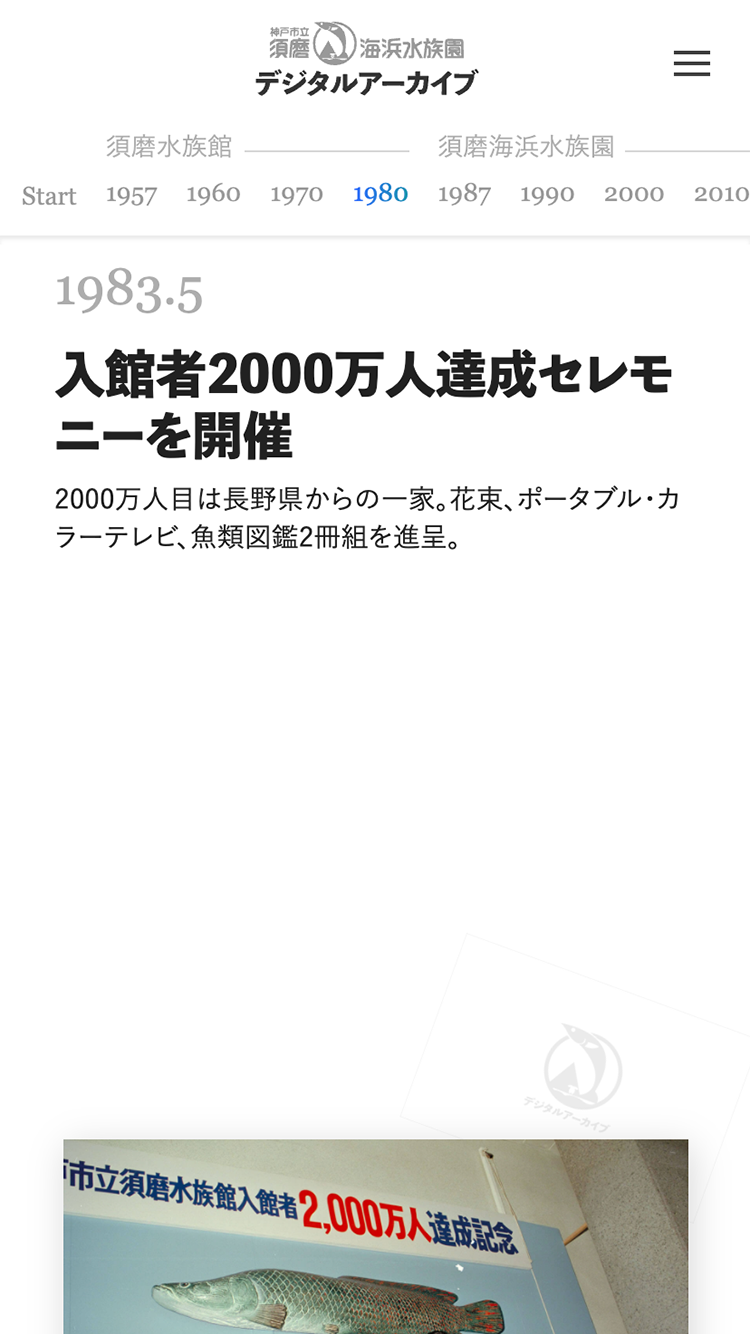 神戸市立
須磨 海浜水族園
デジタルアーカイブ
須磨水族館 須磨海浜水族園
Start 1957 1960 1970 1980 1987 1990 2000 2010
1983.5
入館者2000万人達成セレモ
ニーを開催
2000万人目は長野県からの一家。花束、ポータブル・カ
ラーテレビ、魚類図鑑2冊組を進呈。
デジタルアーカイブ
市立須磨水族館入館者2,000万人達成記念